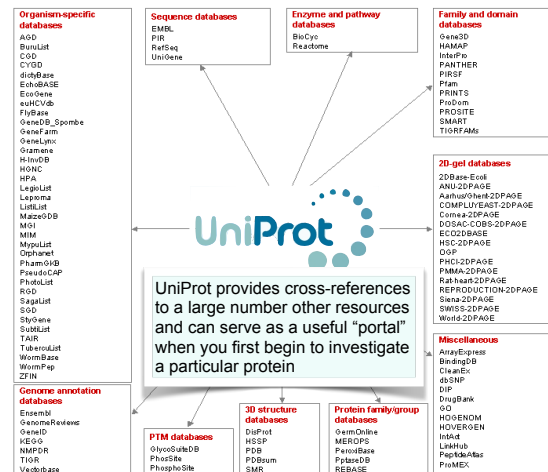 Organism-specific
databases
AGD
BuruList
CGD
CYGD
dictyBase
EchoBASE
EcoGene
euHCVdb
FlyBase
GeneDB_Spombe
GeneFarm
GeneLynx
Gramene
H-InvDB
HGNC
HPA
LegioList
Leproma
ListiList
MaizeGDB
MGI
MIM
MypuList
Orphanet
PharmGKB
PseudoCAP
PhotoList
RGD
SagaList
SGD
StyGene
SubtiList
TAIR
TubercuList
WormBase
WormPep
ZFIN
Sequence databases
EMBL
PIR
RefSeq
UniGene
Enzyme and pathway
databases
BioCyc
Reactome
Family and domain
databases
Gene3D
HAMAP
InterPro
PANTHER
PIRSF
Pfam
PRINTS
ProDom
PROSITE
SMART
TIGRFAMs
2D-gel databases
2DBase-Ecoli
ANU-2DPAGE
Aarhus/Ghent-2DPAGE
COMPLUYEAST-2DPAGE
Cornea-2DPAGE
DOSAC-COBS-2DPAGE
ECO2DBASE
HSC-2DPAGE
OGP
PHCI-2DPAGE
PMMA-2DPAGE
Rat-heart-2DPAGE
REPRODUCTION-2DPAGE
Siena-2DPAGE
SWISS-2DPAGE
World-2DPAGE
UniProt
UniProt provides cross-references
to a large number other resources
and can serve as a useful “portal”
when you first begin to investigate
a particular protein
Miscellaneous
ArrayExpress
BindingDB
CleanEx
dbSNP
DIP
DrugBank
GO
HOGENOM
HOVERGEN
IntAct
LinkHub
PeptideAtlas
ProMEX
Genome annotation
databases
Ensembl
GenomeReviews
GeneID
KEGG
NMPDR
TIGR
Vectorbase
PTM databases
GlycoSuiteDB
PhosSite
PhosphoSite
3D structure
databases
DisProt
HSSP
PDB
PDBsum
SMR
Protein family/group
databases
GermOnline
MEROPS
PeroxiBase
PptaseDB
REBASE